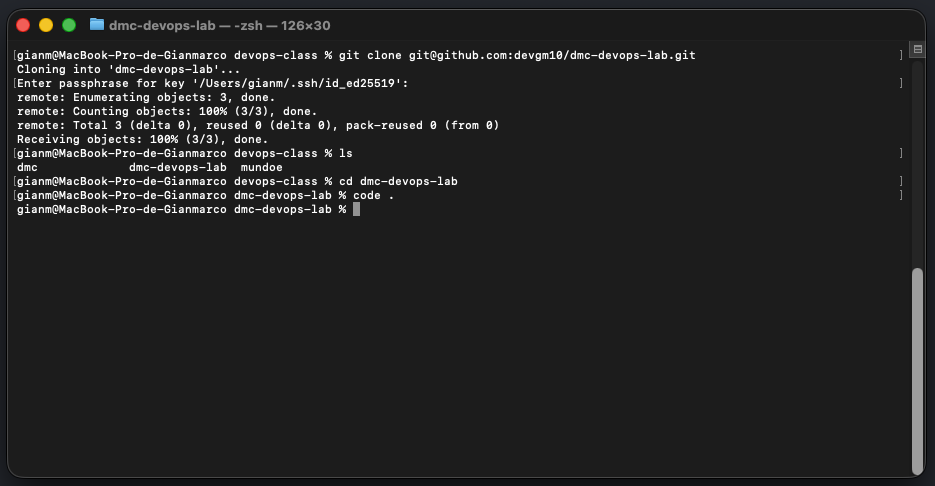 dmc-devops-lab — -zsh — 126×30
[gianm@MacBook-Pro-de-Gianmarco devops-class % git clone git@github.com:devgm10/dmc-devops-lab.git ]
Cloning into 'dmc-devops-lab'...
[Enter passphrase for key '/Users/gianm/.ssh/id_ed25519': ]
remote: Enumerating objects: 3, done.
remote: Counting objects: 100% (3/3), done.
remote: Total 3 (delta 0), reused 0 (delta 0), pack-reused 0 (from 0)
Receiving objects: 100% (3/3), done.
[gianm@MacBook-Pro-de-Gianmarco devops-class % ls ]
dmc             dmc-devops-lab  mundoe
[gianm@MacBook-Pro-de-Gianmarco devops-class % cd dmc-devops-lab ]
[gianm@MacBook-Pro-de-Gianmarco dmc-devops-lab % code . ]
gianm@MacBook-Pro-de-Gianmarco dmc-devops-lab %